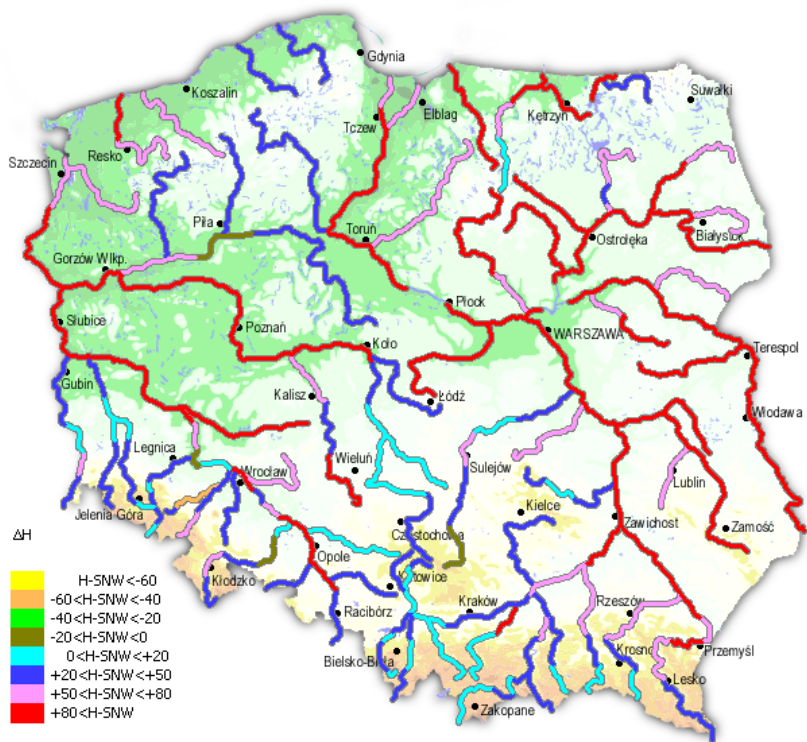 Gdynia
Suwałki
Koszalin
Elbląg
Kętrzyn
Tczew
Resko
Szczecin
Piła
Toruń
Ostrołęka
Białystok
Gorzów Wlkp.
Płock
Słubice
Poznań
WARSZAWA
Koło
Terespol
Gubin
Kalisz
Łódź
Włodawa
Legnica
Wrocław
Wieluń
Sulejów
Lublin
Jelenia Góra
Kielce
Zawichost
Zamość
Częstochowa
Opole
Kłodzko
Katowice
Racibórz
Kraków
Rzeszów
Bielsko-Biała
Krosno
Przemyśl
Lesko
Zakopane
ΔH
H-SNW<-60
-60<H-SNW<-40
-40<H-SNW<-20
-20<H-SNW<0
0<H-SNW<+20
+20<H-SNW<+50
+50<H-SNW<+80
+80<H-SNW